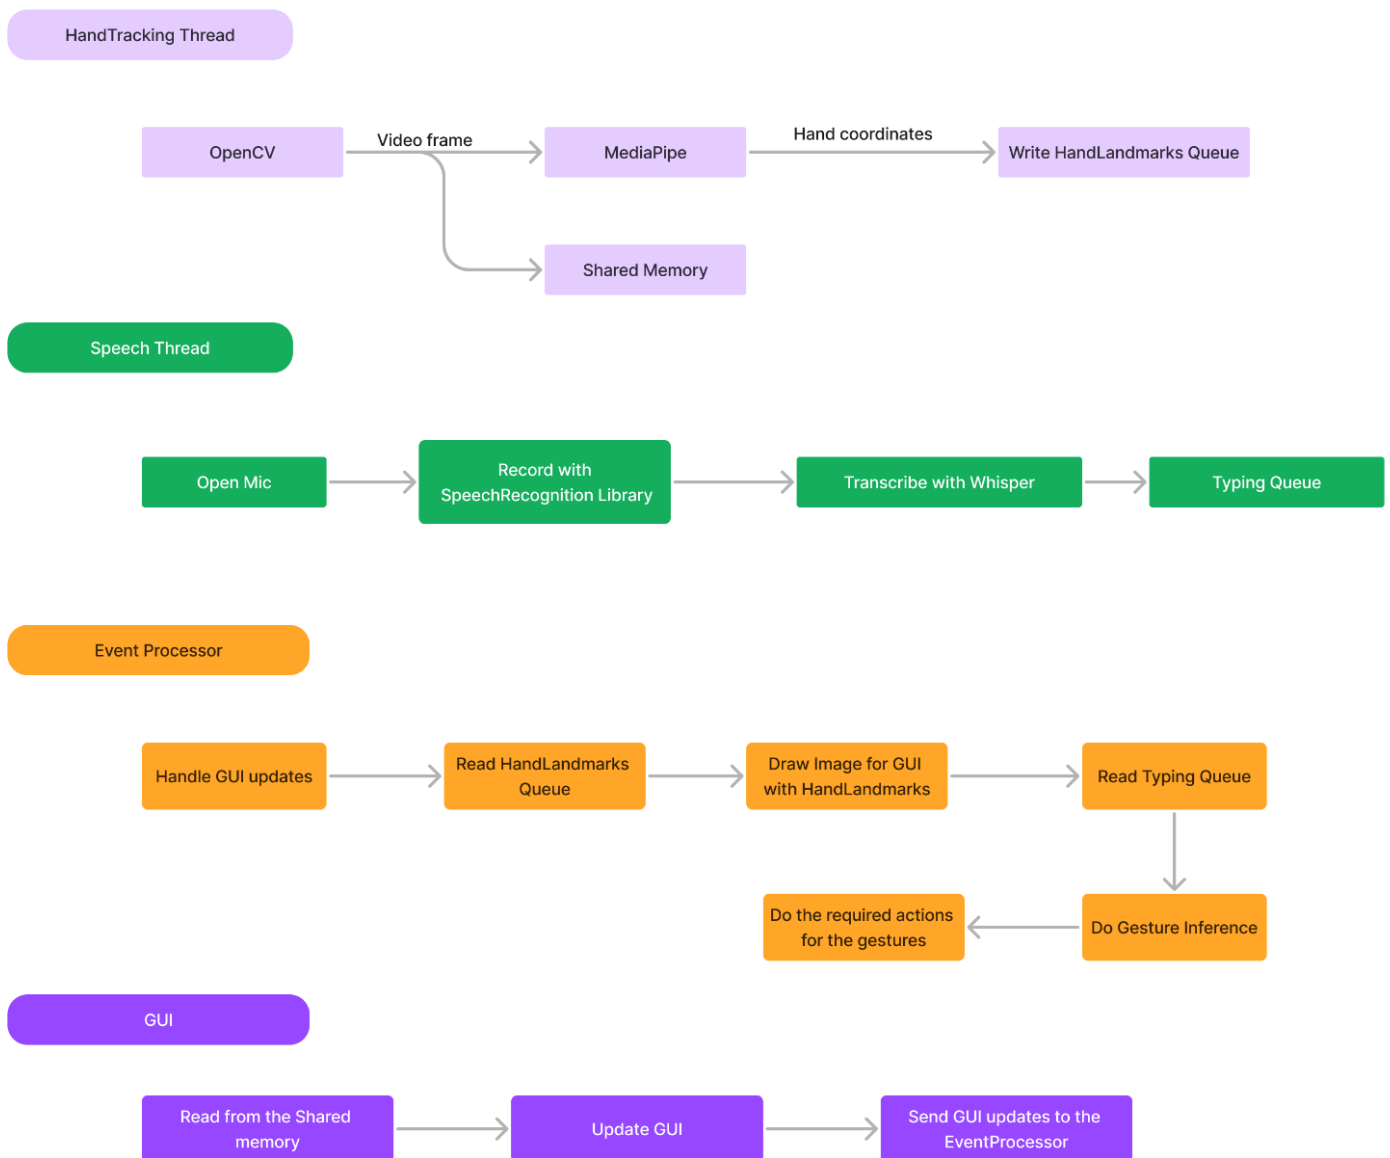 HandTracking Thread
OpenCV
Video frame
MediaPipe
Hand coordinates
Write HandLandmarks Queue
Shared Memory
Speech Thread
Open Mic
Record with
SpeechRecognition Library
Transcribe with Whisper
Typing Queue
Event Processor
Handle GUI updates
Read HandLandmarks
Queue
Draw Image for GUI
with HandLandmarks
Read Typing Queue
Do Gesture Inference
Do the required actions
for the gestures
GUI
Read from the Shared
memory
Update GUI
Send GUI updates to the
EventProcessor